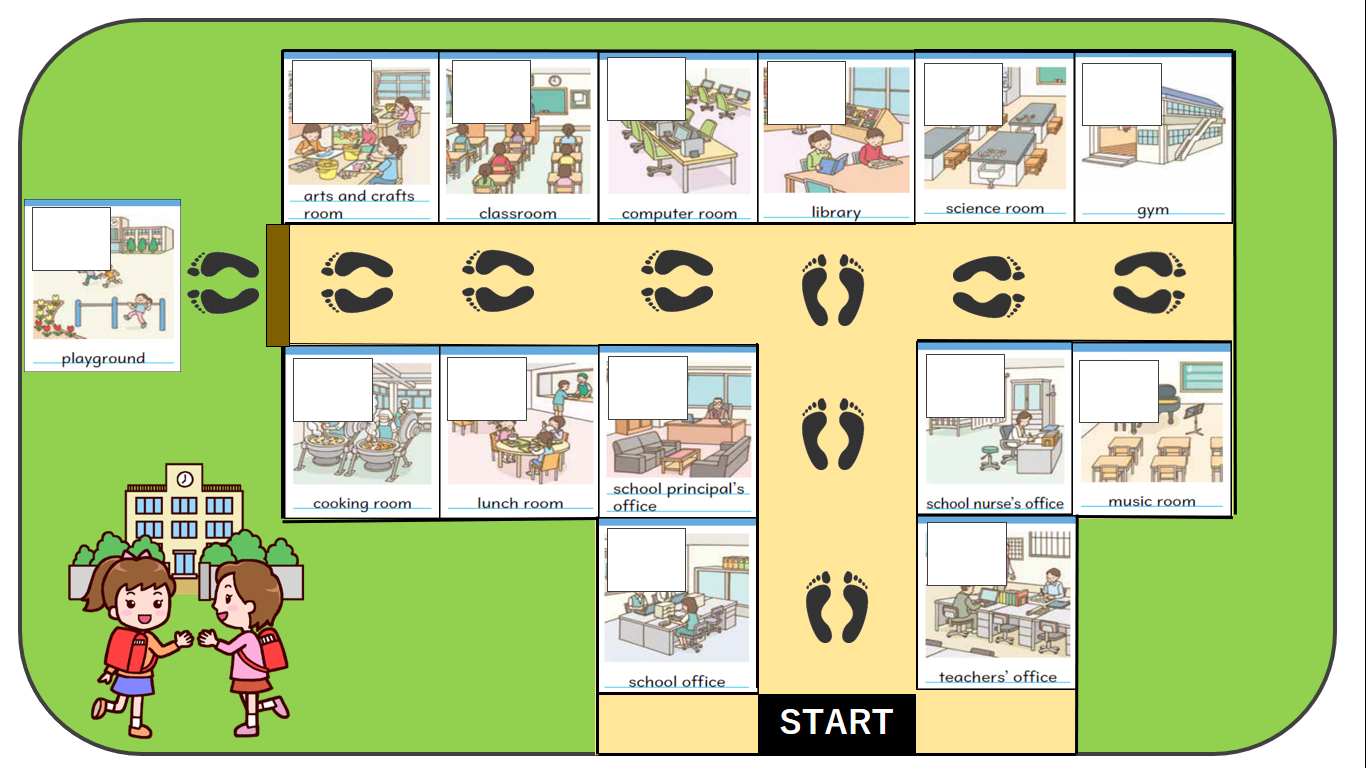 arts and crafts
room
classroom
computer room
library
science room
gym
playground
cooking room
lunch room
school principal's
office
school nurse's office
music room
school office
teachers' office
START